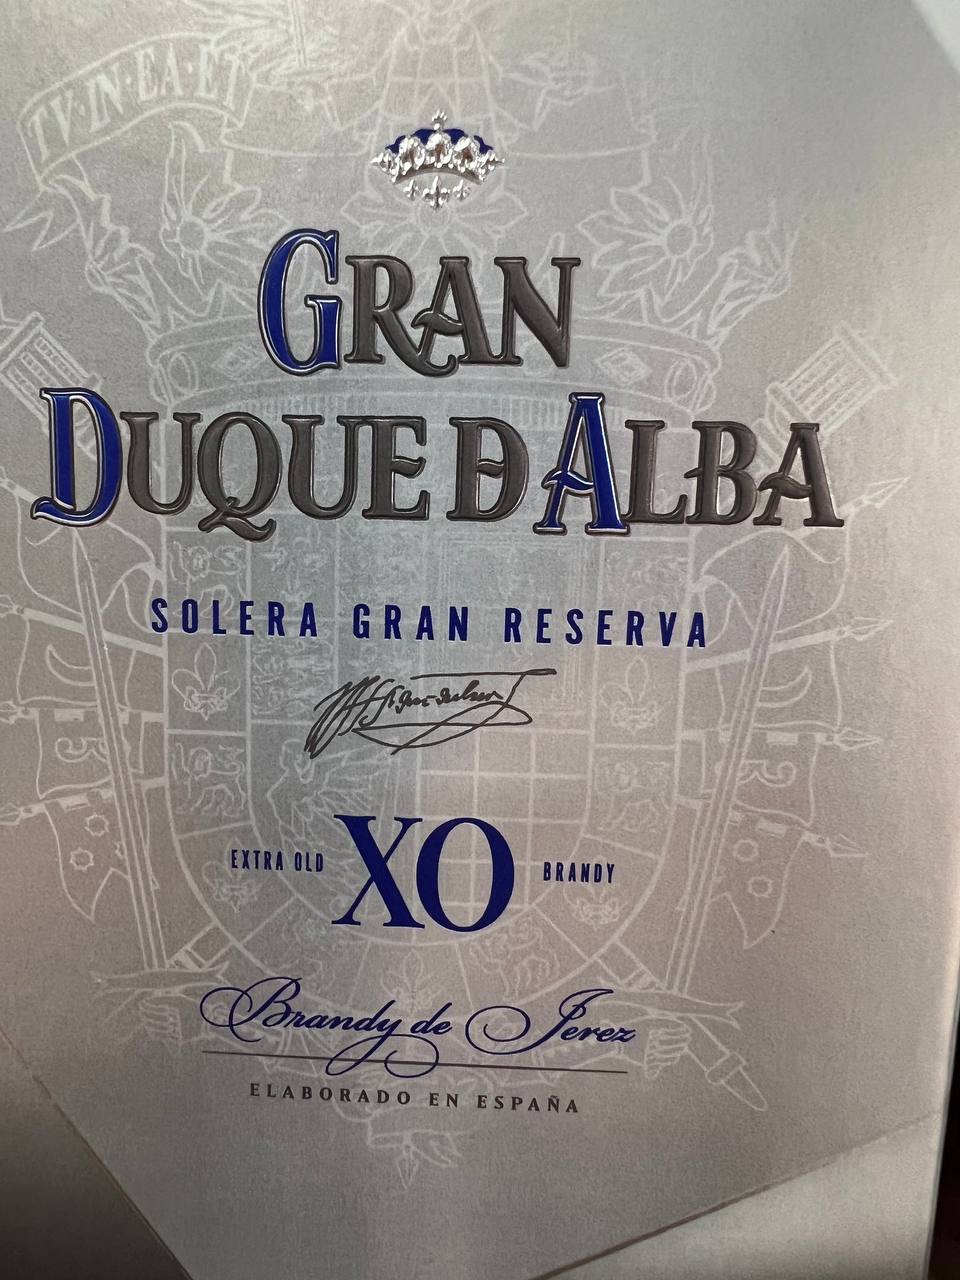 TV·IN·EA·ET
GRAN
DUQUE D ALBA
SOLERA GRAN RESERVA
EXTRA OLD XO BRANDY
Brandy de Jerez
ELABORADO EN ESPAÑA